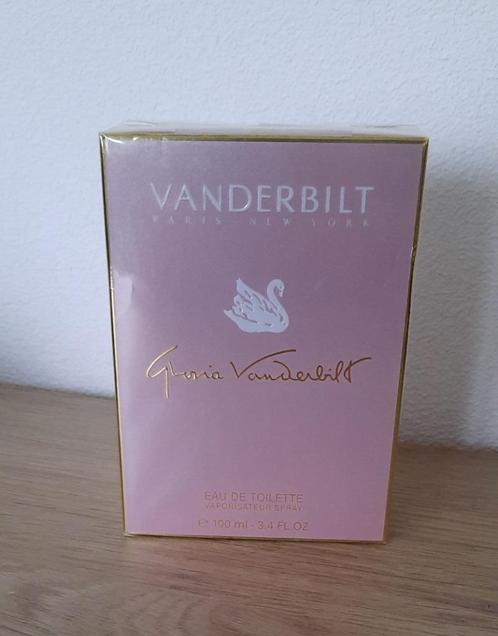 VANDERBILT
PARIS-NEW YORK
Gloria Vanderbilt
EAU DE TOILETTE
VAPORISATEUR SPRAY
℮ 100 ml - 3.4 FL OZ